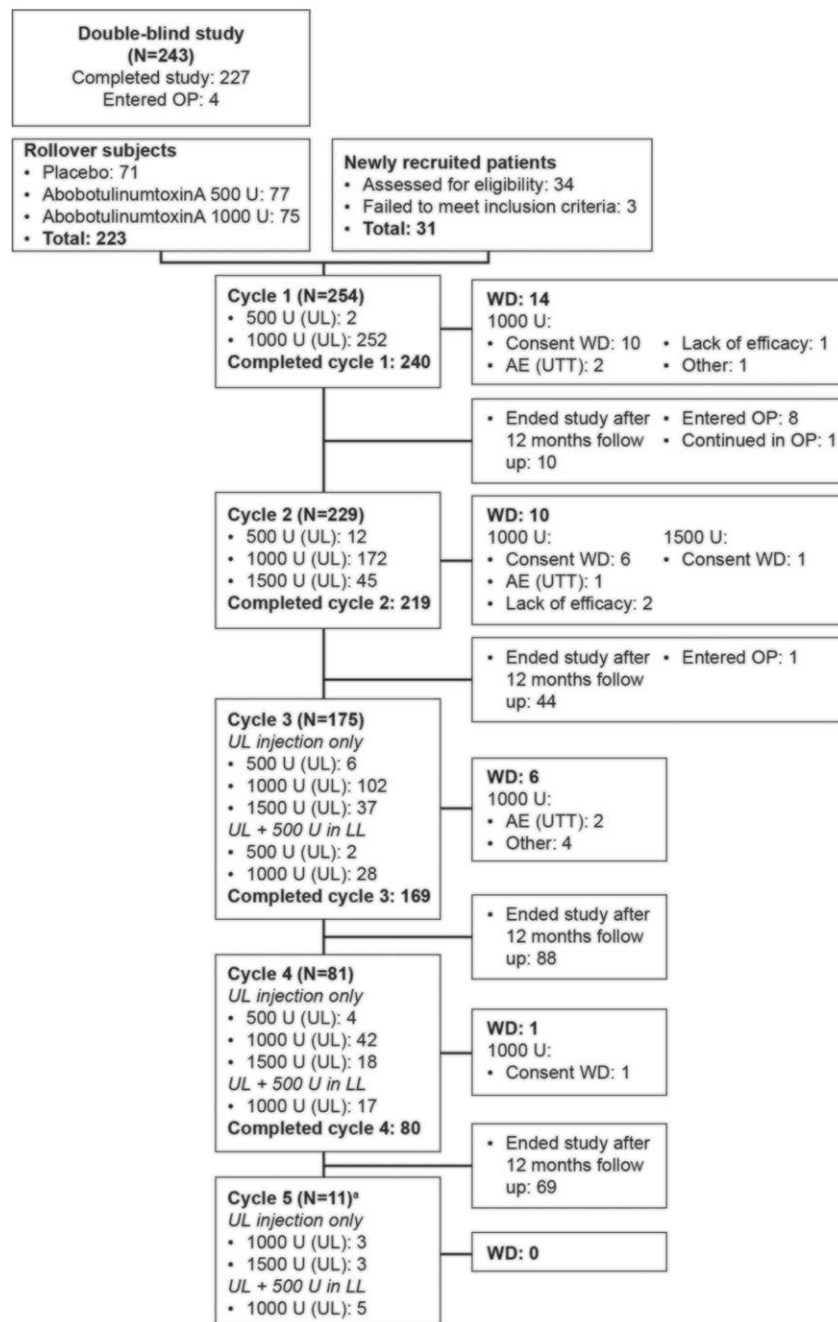 Double-blind study
(N=243)
Completed study: 227
Entered OP: 4
Rollover subjects
• Placebo: 71
• AbobotulinumtoxinA 500 U: 77
• AbobotulinumtoxinA 1000 U: 75
• Total: 223
Newly recruited patients
• Assessed for eligibility: 34
• Failed to meet inclusion criteria: 3
• Total: 31
Cycle 1 (N=254)
• 500 U (UL): 2
• 1000 U (UL): 252
Completed cycle 1: 240
WD: 14
1000 U:
• Consent WD: 10 • Lack of efficacy: 1
• AE (UTT): 2 • Other: 1
• Ended study after • Entered OP: 8
12 months follow • Continued in OP: 1
up: 10
Cycle 2 (N=229)
• 500 U (UL): 12
• 1000 U (UL): 172
• 1500 U (UL): 45
Completed cycle 2: 219
WD: 10
1000 U: 1500 U:
• Consent WD: 6 • Consent WD: 1
• AE (UTT): 1
• Lack of efficacy: 2
• Ended study after • Entered OP: 1
12 months follow
up: 44
Cycle 3 (N=175)
UL injection only
• 500 U (UL): 6
• 1000 U (UL): 102
• 1500 U (UL): 37
UL + 500 U in LL
• 500 U (UL): 2
• 1000 U (UL): 28
Completed cycle 3: 169
WD: 6
1000 U:
• AE (UTT): 2
• Other: 4
• Ended study after
12 months follow
up: 88
Cycle 4 (N=81)
UL injection only
• 500 U (UL): 4
• 1000 U (UL): 42
• 1500 U (UL): 18
UL + 500 U in LL
• 1000 U (UL): 17
Completed cycle 4: 80
WD: 1
1000 U:
• Consent WD: 1
• Ended study after
12 months follow
up: 69
Cycle 5 (N=11)ª
UL injection only
• 1000 U (UL): 3
• 1500 U (UL): 3
UL + 500 U in LL
• 1000 U (UL): 5
WD: 0